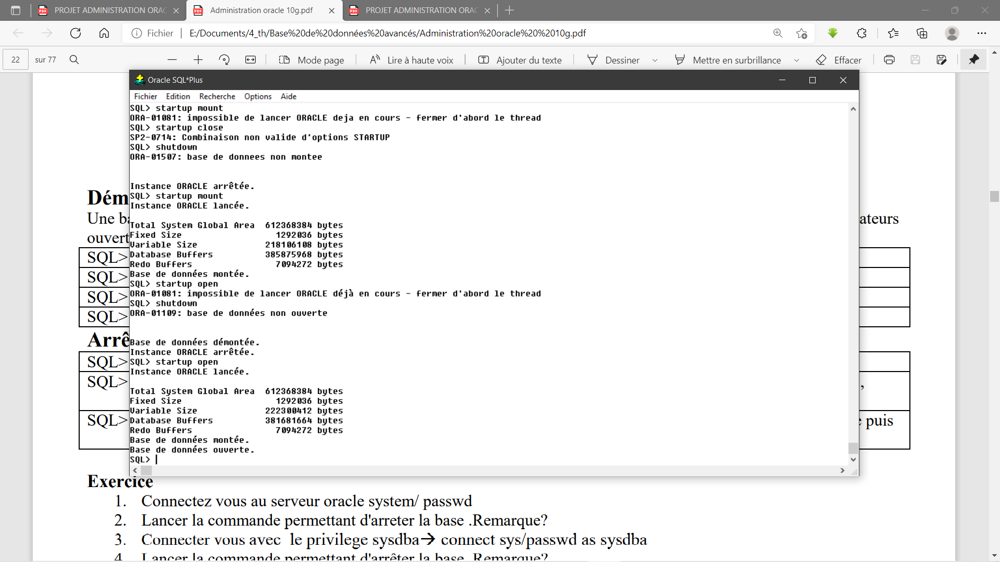 PROJET ADMINISTRATION ORAC
Administration oracle 10g.pdf
PROJET ADMINISTRATION ORAC
Fichier
E:/Documents/4_th/Base%20de%20données%20avancés/Administration%20oracle%20%2010g.pdf
22 sur 77
Mode page
Lire à haute voix
Ajouter du texte
Dessiner
Mettre en surbrillance
Effacer
Oracle SQL*Plus
Fichier Edition Recherche Options Aide
SQL> startup mount
ORA-01081: impossible de lancer ORACLE deja en cours - fermer d'abord le thread
SQL> startup close
SP2-0714: Combinaison non valide d'options STARTUP
SQL> shutdown
ORA-01507: base de donnees non montee
Instance ORACLE arrêtée.
SQL> startup mount
Instance ORACLE lancée.
Total System Global Area 612368384 bytes
Fixed Size 1292036 bytes
Variable Size 218106108 bytes
Database Buffers 385875968 bytes
Redo Buffers 7094272 bytes
Base de données montée.
SQL> startup open
ORA-01081: impossible de lancer ORACLE déjà en cours - fermer d'abord le thread
SQL> shutdown
ORA-01109: base de données non ouverte
Base de données démontée.
Instance ORACLE arrêtée.
SQL> startup open
Instance ORACLE lancée.
Total System Global Area 612368384 bytes
Fixed Size 1292036 bytes
Variable Size 222300412 bytes
Database Buffers 381681664 bytes
Redo Buffers 7094272 bytes
Base de données montée.
Base de données ouverte.
SQL>
Dém
Une ba ateurs
ouvert
SQL>
SQL>
SQL>
SQL>
Arrê
SQL>
SQL> ,
SQL> e puis
Exercice
1. Connectez vous au serveur oracle system/ passwd
2. Lancer la commande permettant d'arreter la base .Remarque?
3. Connecter vous avec le privilege sysdba→ connect sys/passwd as sysdba
4. Lancer la commande permettant d'arrêter la base. Remarque?